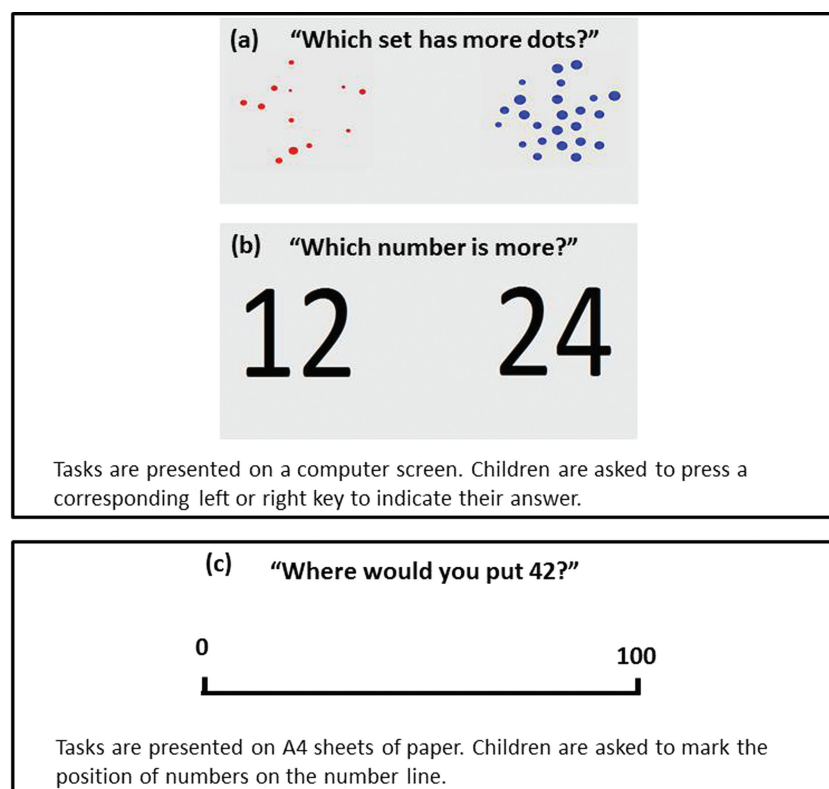 (a) “Which set has more dots?”
(b) “Which number is more?”
12 24
Tasks are presented on a computer screen. Children are asked to press a
corresponding left or right key to indicate their answer.
(c) “Where would you put 42?”
0
100
Tasks are presented on A4 sheets of paper. Children are asked to mark the
position of numbers on the number line.